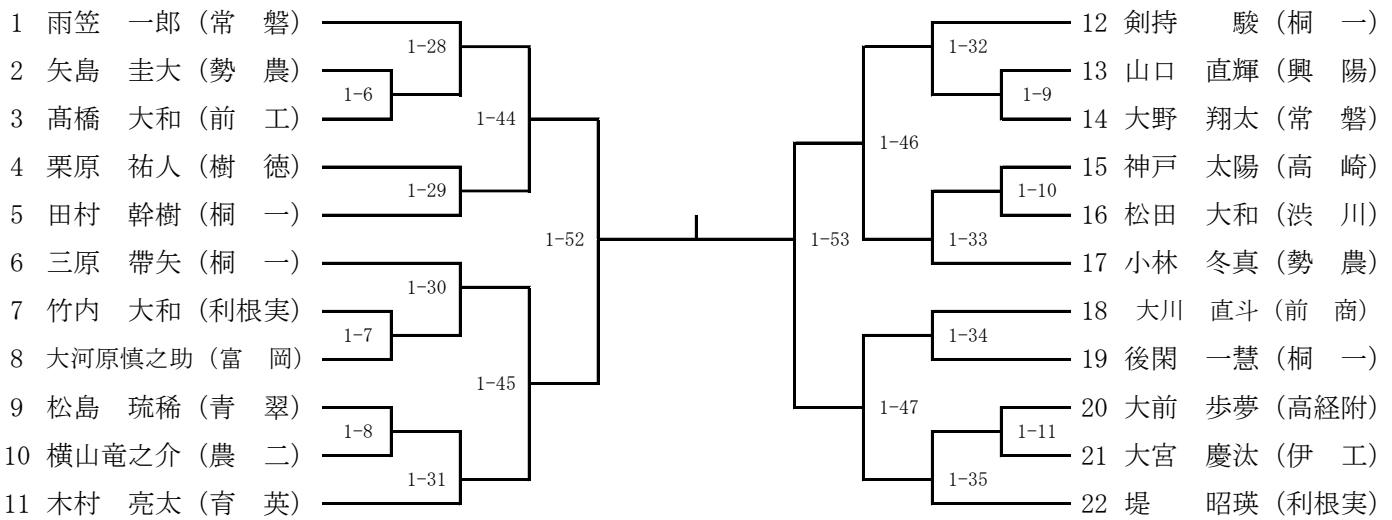 1 雨笠 一郎 (常 磐)
2 矢島 圭大 (勢 農)
3 髙橋 大和 (前 工)
4 栗原 祐人 (樹 徳)
5 田村 幹樹 (桐 一)
6 三原 帶矢 (桐 一)
7 竹内 大和 (利根実)
8 大河原慎之助 (富 岡)
9 松島 琉稀 (青 翠)
10 横山竜之介 (農 二)
11 木村 亮太 (育 英)
1-28
1-6
1-44
1-29
1-52
1-30
1-7
1-45
1-8
1-31
1-32
1-9
1-46
1-10
1-33
1-53
1-34
1-47
1-11
1-35
12 剣持 駿 (桐 一)
13 山口 直輝 (興 陽)
14 大野 翔太 (常 磐)
15 神戸 太陽 (高 崎)
16 松田 大和 (渋 川)
17 小林 冬真 (勢 農)
18 大川 直斗 (前 商)
19 後閑 一慧 (桐 一)
20 大前 歩夢 (高経附)
21 大宮 慶汰 (伊 工)
22 堤 昭瑛 (利根実)